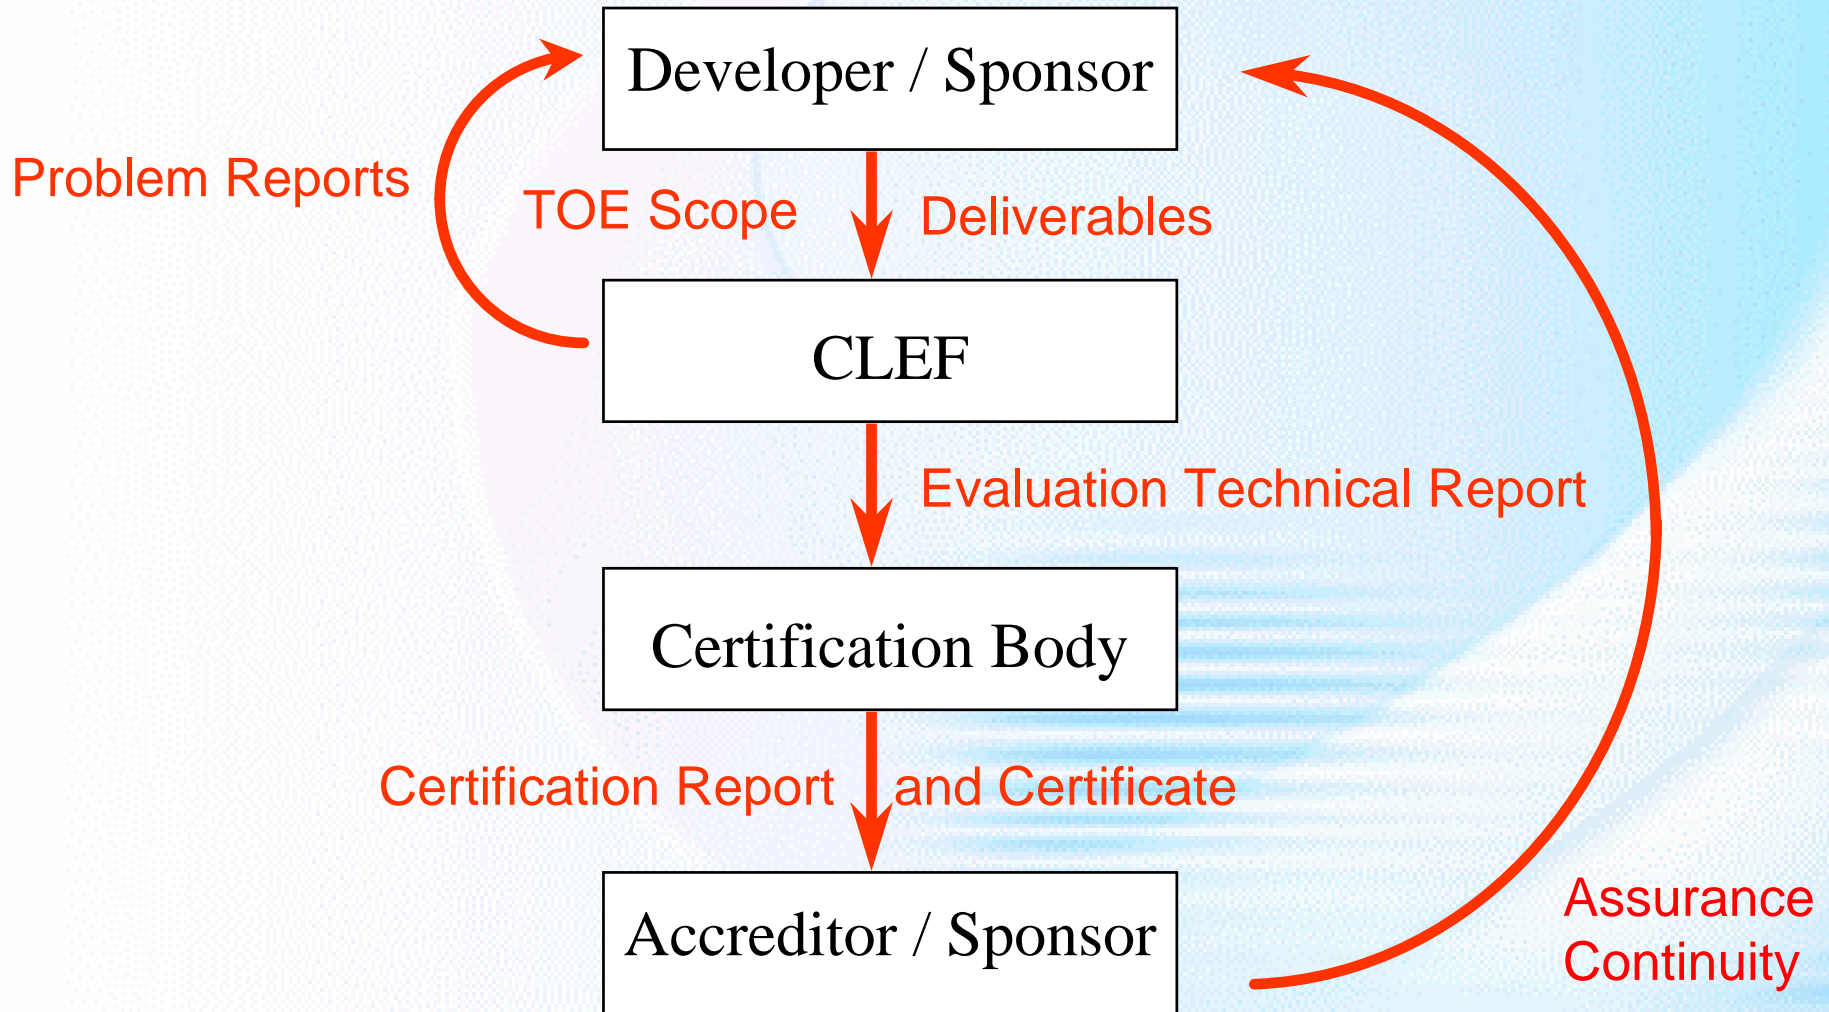 Developer / Sponsor
Problem Reports
TOE Scope
Deliverables
CLEF
Evaluation Technical Report
Certification Body
Certification Report and Certificate
Accreditor / Sponsor
Assurance
Continuity